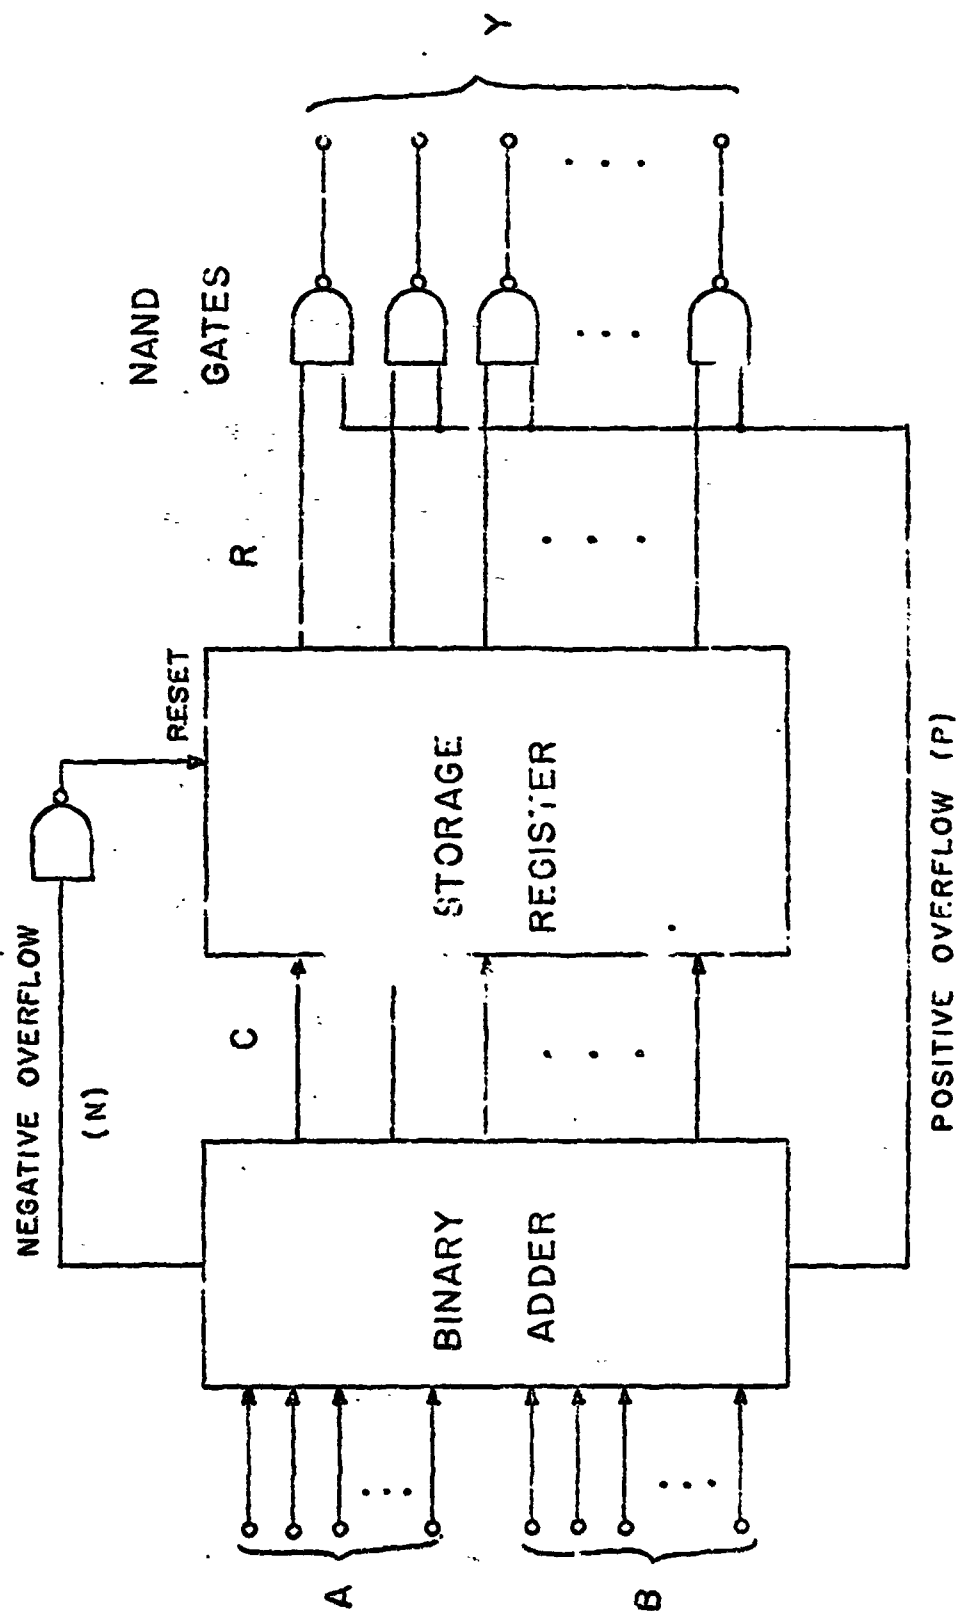 NEGATIVE OVERFLOW
(N)
RESET
NAND
GATES
A
B
BINARY
ADDER
C
STORAGE
REGISTER
R
Y
POSITIVE OVERFLOW (P)